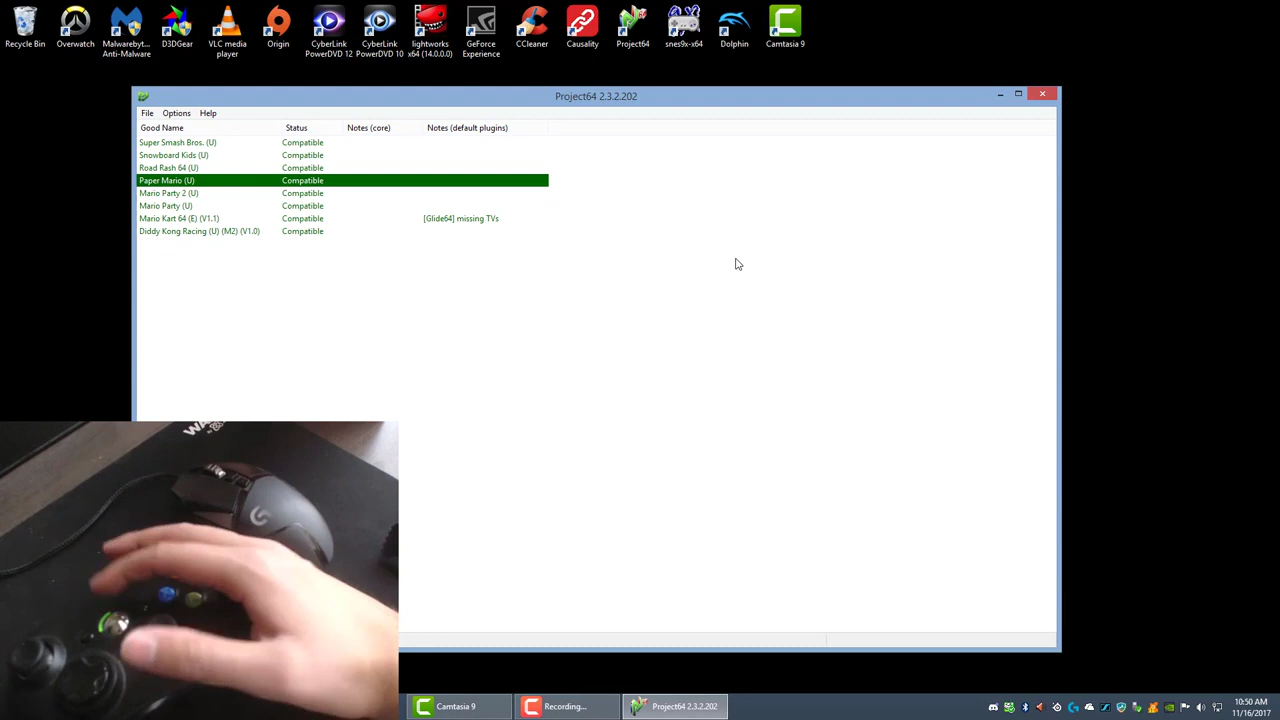 Recycle Bin
Overwatch
Malwarebyt... Anti-Malware
D3DGear
VLC media player
Origin
CyberLink PowerDVD 12
CyberLink PowerDVD 10
lightworks x64 (14.0.0.0)
GeForce Experience
CCleaner
Causality
Project64
snes9x-x64
Dolphin
Camtasia 9
Project64 2.3.2.202
File Options Help
Good Name Status Notes (core) Notes (default plugins)
Super Smash Bros. (U) Compatible
Snowboard Kids (U) Compatible
Road Rash 64 (U) Compatible
Paper Mario (U) Compatible
Mario Party 2 (U) Compatible
Mario Party (U) Compatible
Mario Kart 64 (E) (V1.1) Compatible [Glide64] missing TVs
Diddy Kong Racing (U) (M2) (V1.0) Compatible
Camtasia 9
Recording...
Project64 2.3.2.202
10:50 AM
11/16/2017